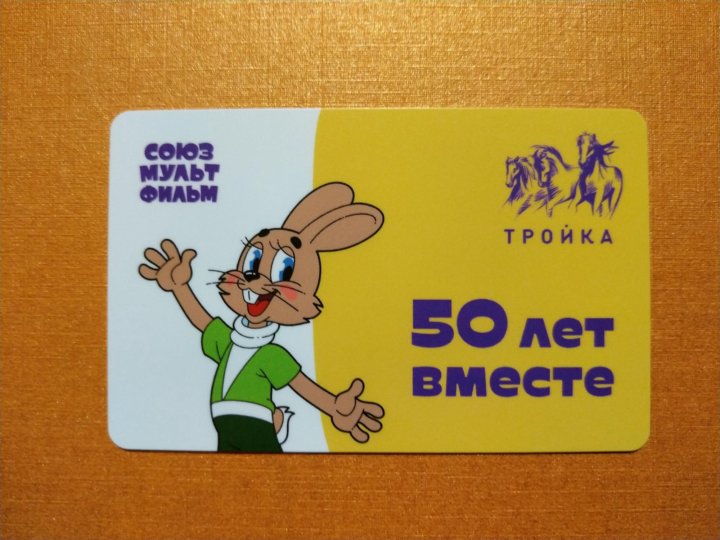 СОЮЗ
МУЛЬТ
ФИЛЬМ
ТРОЙКА
50 лет
вместе